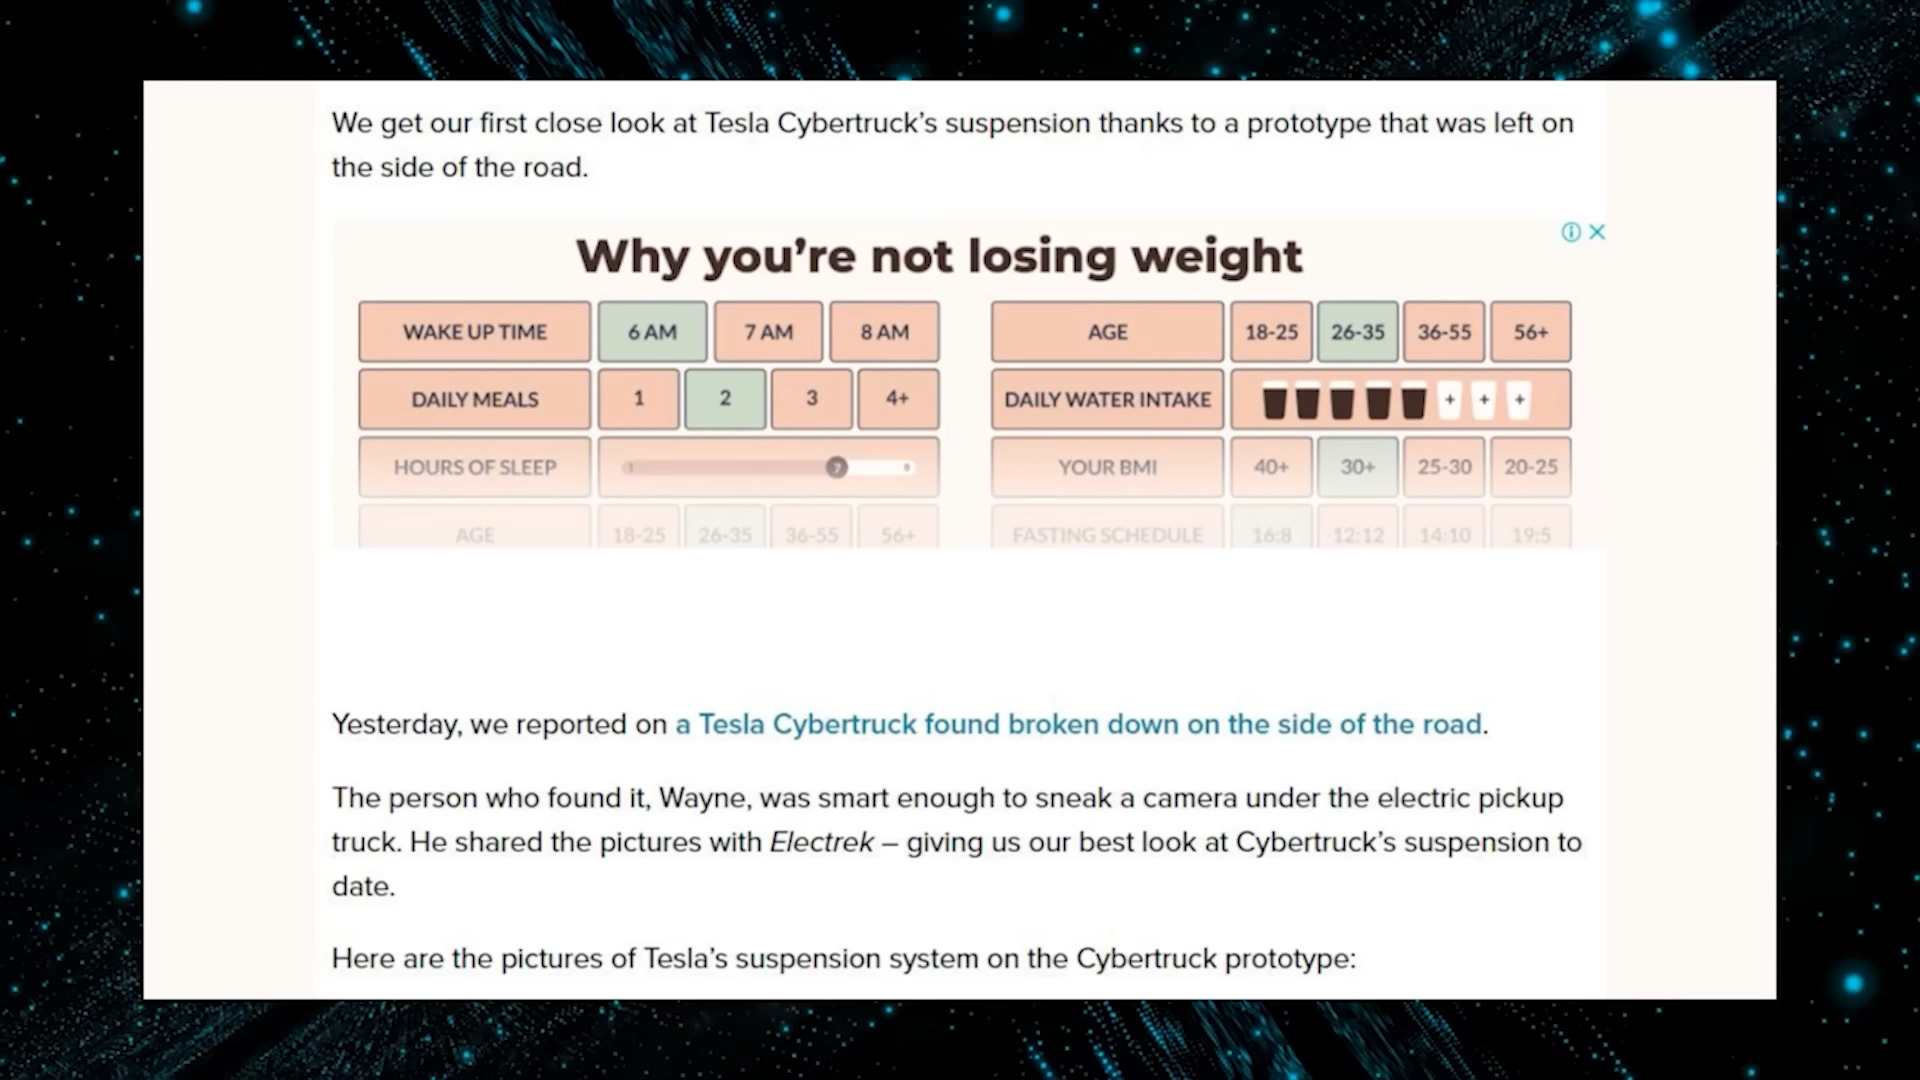 We get our first close look at Tesla Cybertruck’s suspension thanks to a prototype that was left on
the side of the road.
Why you’re not losing weight
WAKE UP TIME 6 AM 7 AM 8 AM
DAILY MEALS 1 2 3 4+
HOURS OF SLEEP 1 7 8
AGE 18-25 26-35 36-55 56+
AGE 18-25 26-35 36-55 56+
DAILY WATER INTAKE + + +
YOUR BMI 40+ 30+ 25-30 20-25
FASTING SCHEDULE 16:8 12:12 14:10 19:5
Yesterday, we reported on a Tesla Cybertruck found broken down on the side of the road.
The person who found it, Wayne, was smart enough to sneak a camera under the electric pickup
truck. He shared the pictures with Electrek – giving us our best look at Cybertruck’s suspension to
date.
Here are the pictures of Tesla’s suspension system on the Cybertruck prototype: